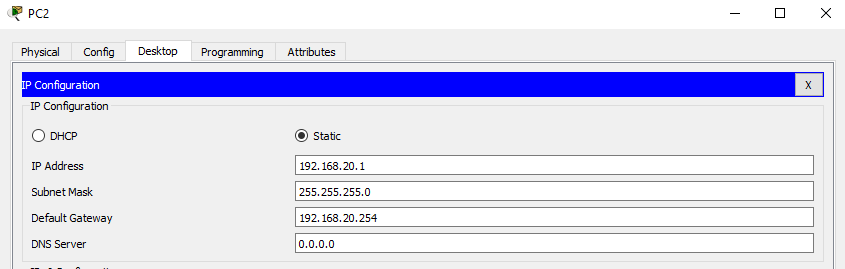 PC2
Physical Config Desktop Programming Attributes
IP Configuration X
IP Configuration
DHCP Static
IP Address 192.168.20.1
Subnet Mask 255.255.255.0
Default Gateway 192.168.20.254
DNS Server 0.0.0.0